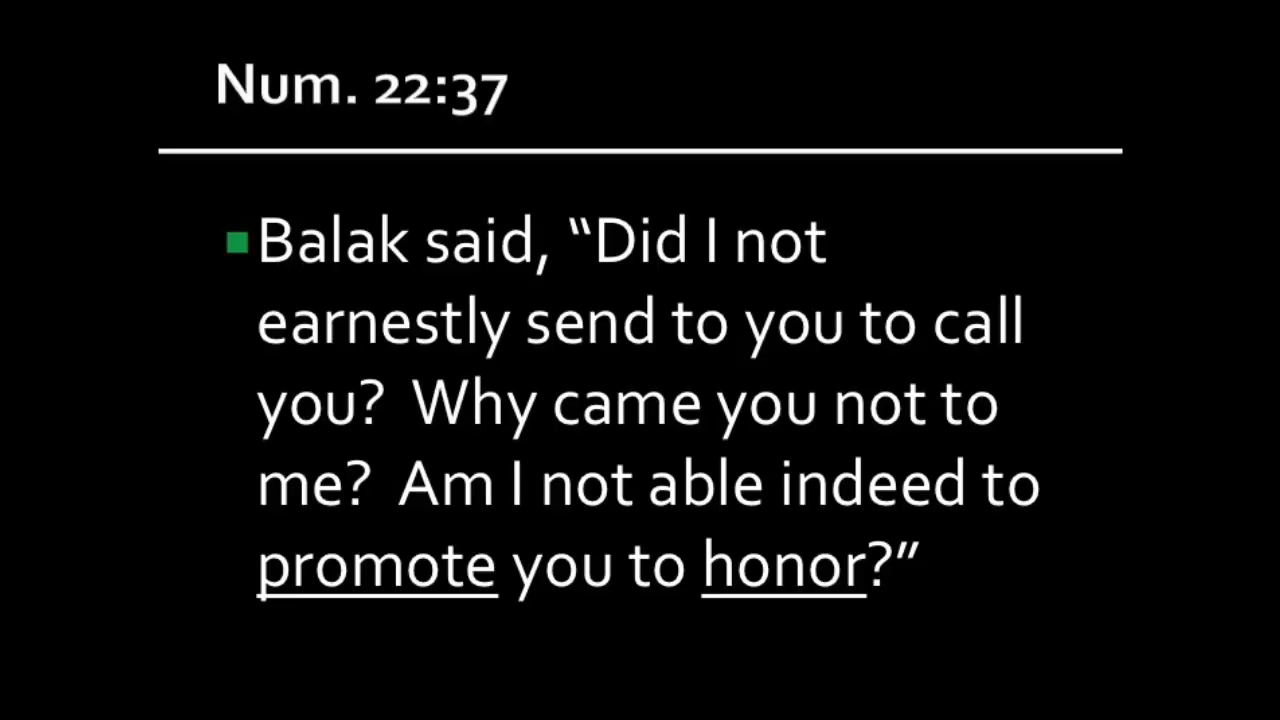 Num. 22:37
Balak said, “Did I not
earnestly send to you to call
you?  Why came you not to
me?  Am I not able indeed to
promote you to honor?”